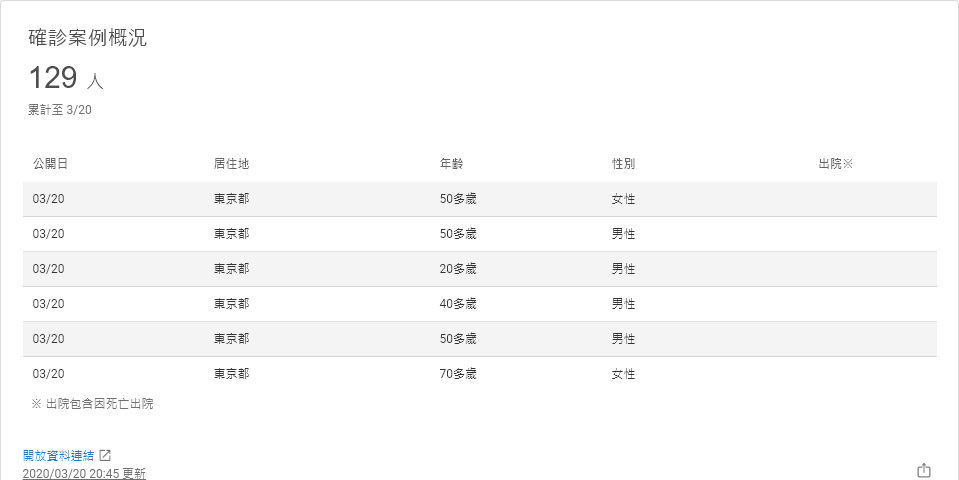 確診案例概況
129 人
累計至 3/20
公開日 居住地 年齡 性別 出院※
03/20 東京都 50多歲 女性
03/20 東京都 50多歲 男性
03/20 東京都 20多歲 男性
03/20 東京都 40多歲 男性
03/20 東京都 50多歲 男性
03/20 東京都 70多歲 女性
※ 出院包含因死亡出院
開放資料連結
2020/03/20 20:45 更新